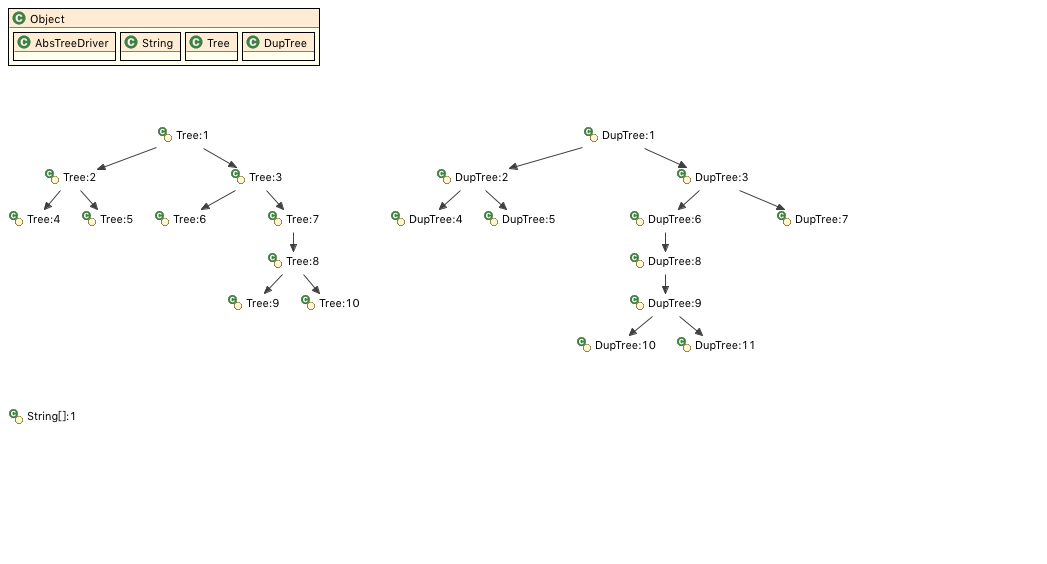 Object
AbsTreeDriver String Tree DupTree
Tree:1 DupTree:1
Tree:2 Tree:3 DupTree:2 DupTree:3
Tree:4 Tree:5 Tree:6 Tree:7 DupTree:4 DupTree:5 DupTree:6 DupTree:7
Tree:8 DupTree:8
Tree:9 Tree:10 DupTree:9
DupTree:10 DupTree:11
String[]:1